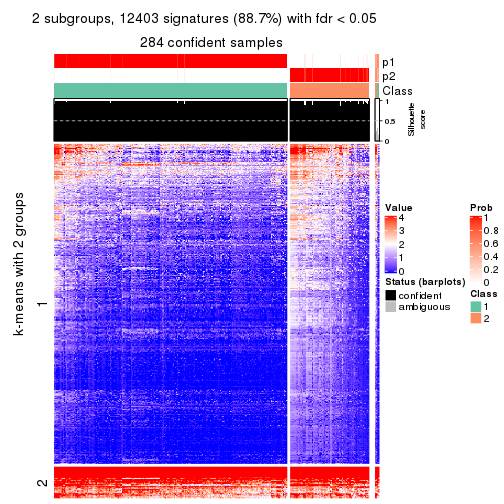 2 subgroups, 12403 signatures (88.7%) with fdr < 0.05
284 confident samples
p1
p2
Class
1
0.5
0
Silhouette
score
k-means with 2 groups
1
2
Value
4
3
2
1
0
Status (barplots)
confident
ambiguous
Prob
1
0.8
0.6
0.4
0.2
0
Class
1
2